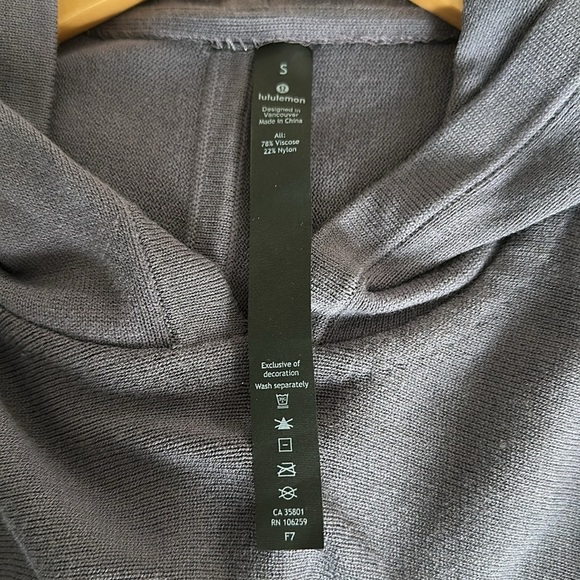 S
lululemon
Designed in
Vancouver
Made in China
All:
78% Viscose
22% Nylon
Exclusive of
decoration
Wash separately
CA 35801
RN 106259
F7